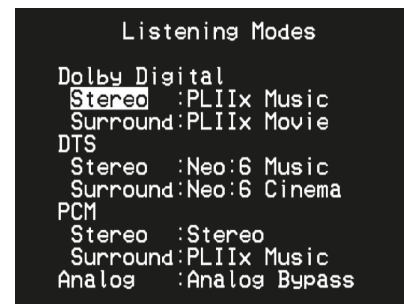 Listening Modes
Dolby Digital
Stereo :PLIIx Music
Surround:PLIIx Movie
DTS
Stereo :Neo:6 Music
Surround:Neo:6 Cinema
PCM
Stereo :Stereo
Surround:PLIIx Music
Analog :Analog Bypass